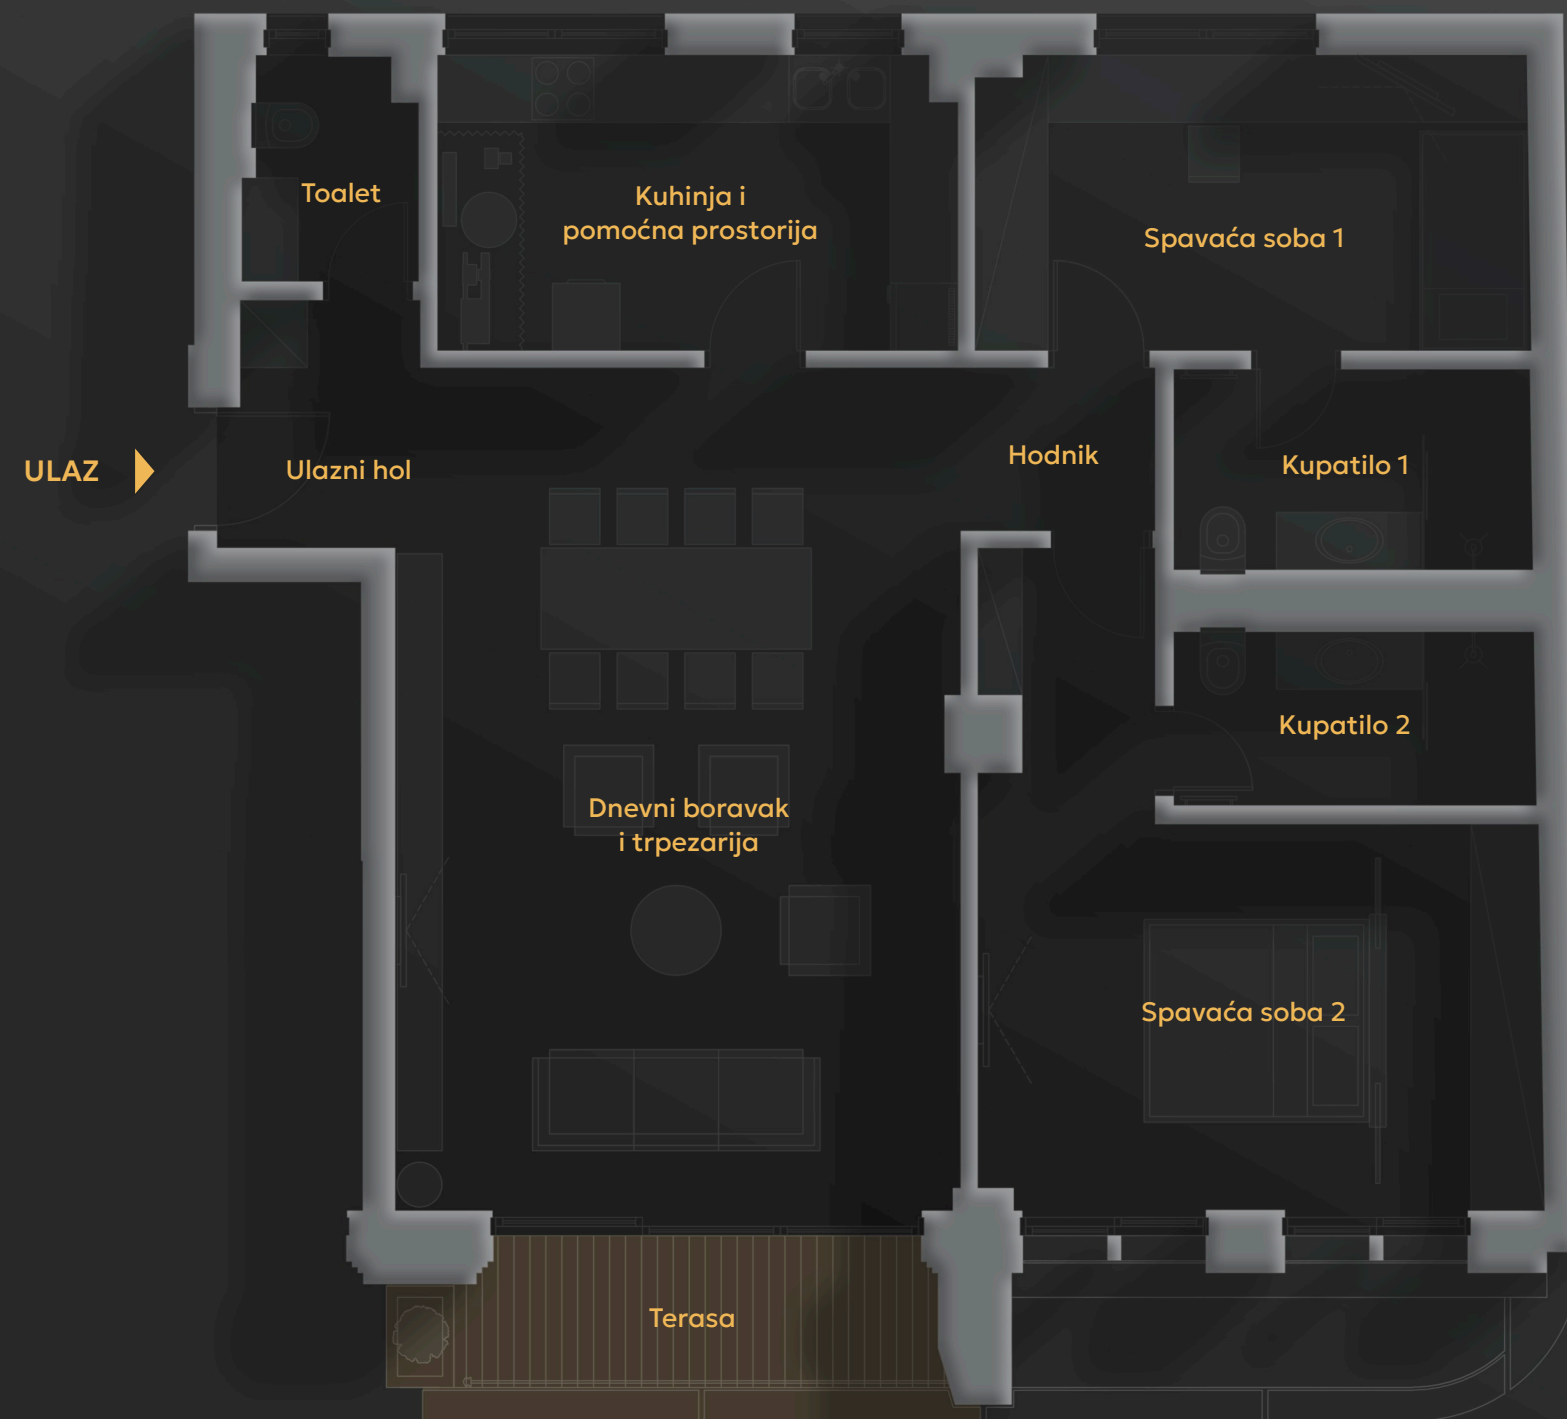 Toalet
Kuhinja i
pomoćna prostorija
Spavaća soba 1
ULAZ
Ulazni hol
Hodnik
Kupatilo 1
Kupatilo 2
Dnevni boravak
i trpezarija
Spavaća soba 2
Terasa